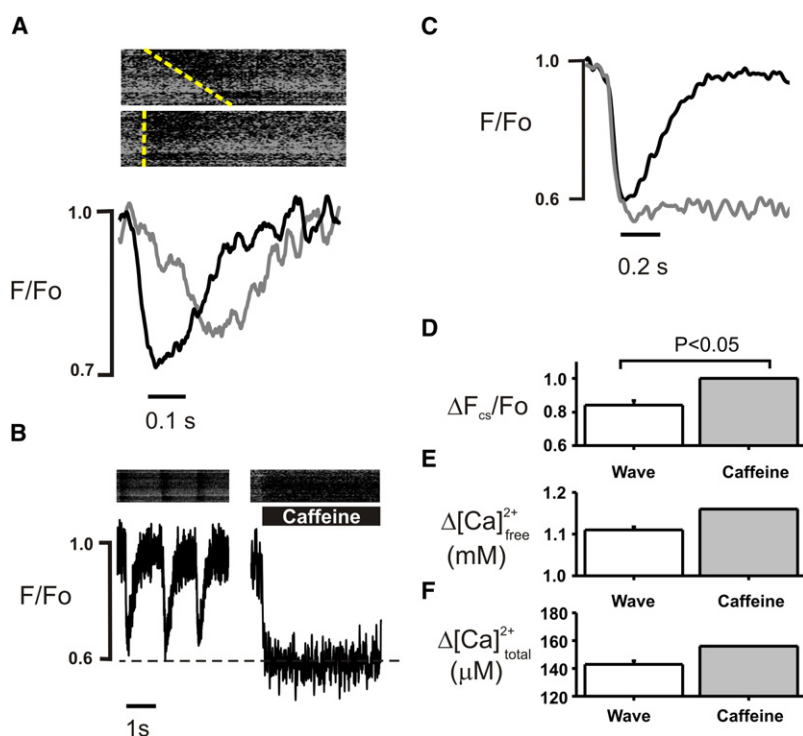 A
1.0
F/Fo
0.7
0.1 s
B
Caffeine
1.0
F/Fo
0.6
1s
C
1.0
F/Fo
0.6
0.2 s
D
P<0.05
ΔFcs/Fo
1.0
0.8
0.6
Wave Caffeine
E
Δ[Ca]2+free
(mM)
1.2
1.1
1.0
Wave Caffeine
F
Δ[Ca]2+total
(μM)
180
160
140
120
Wave Caffeine